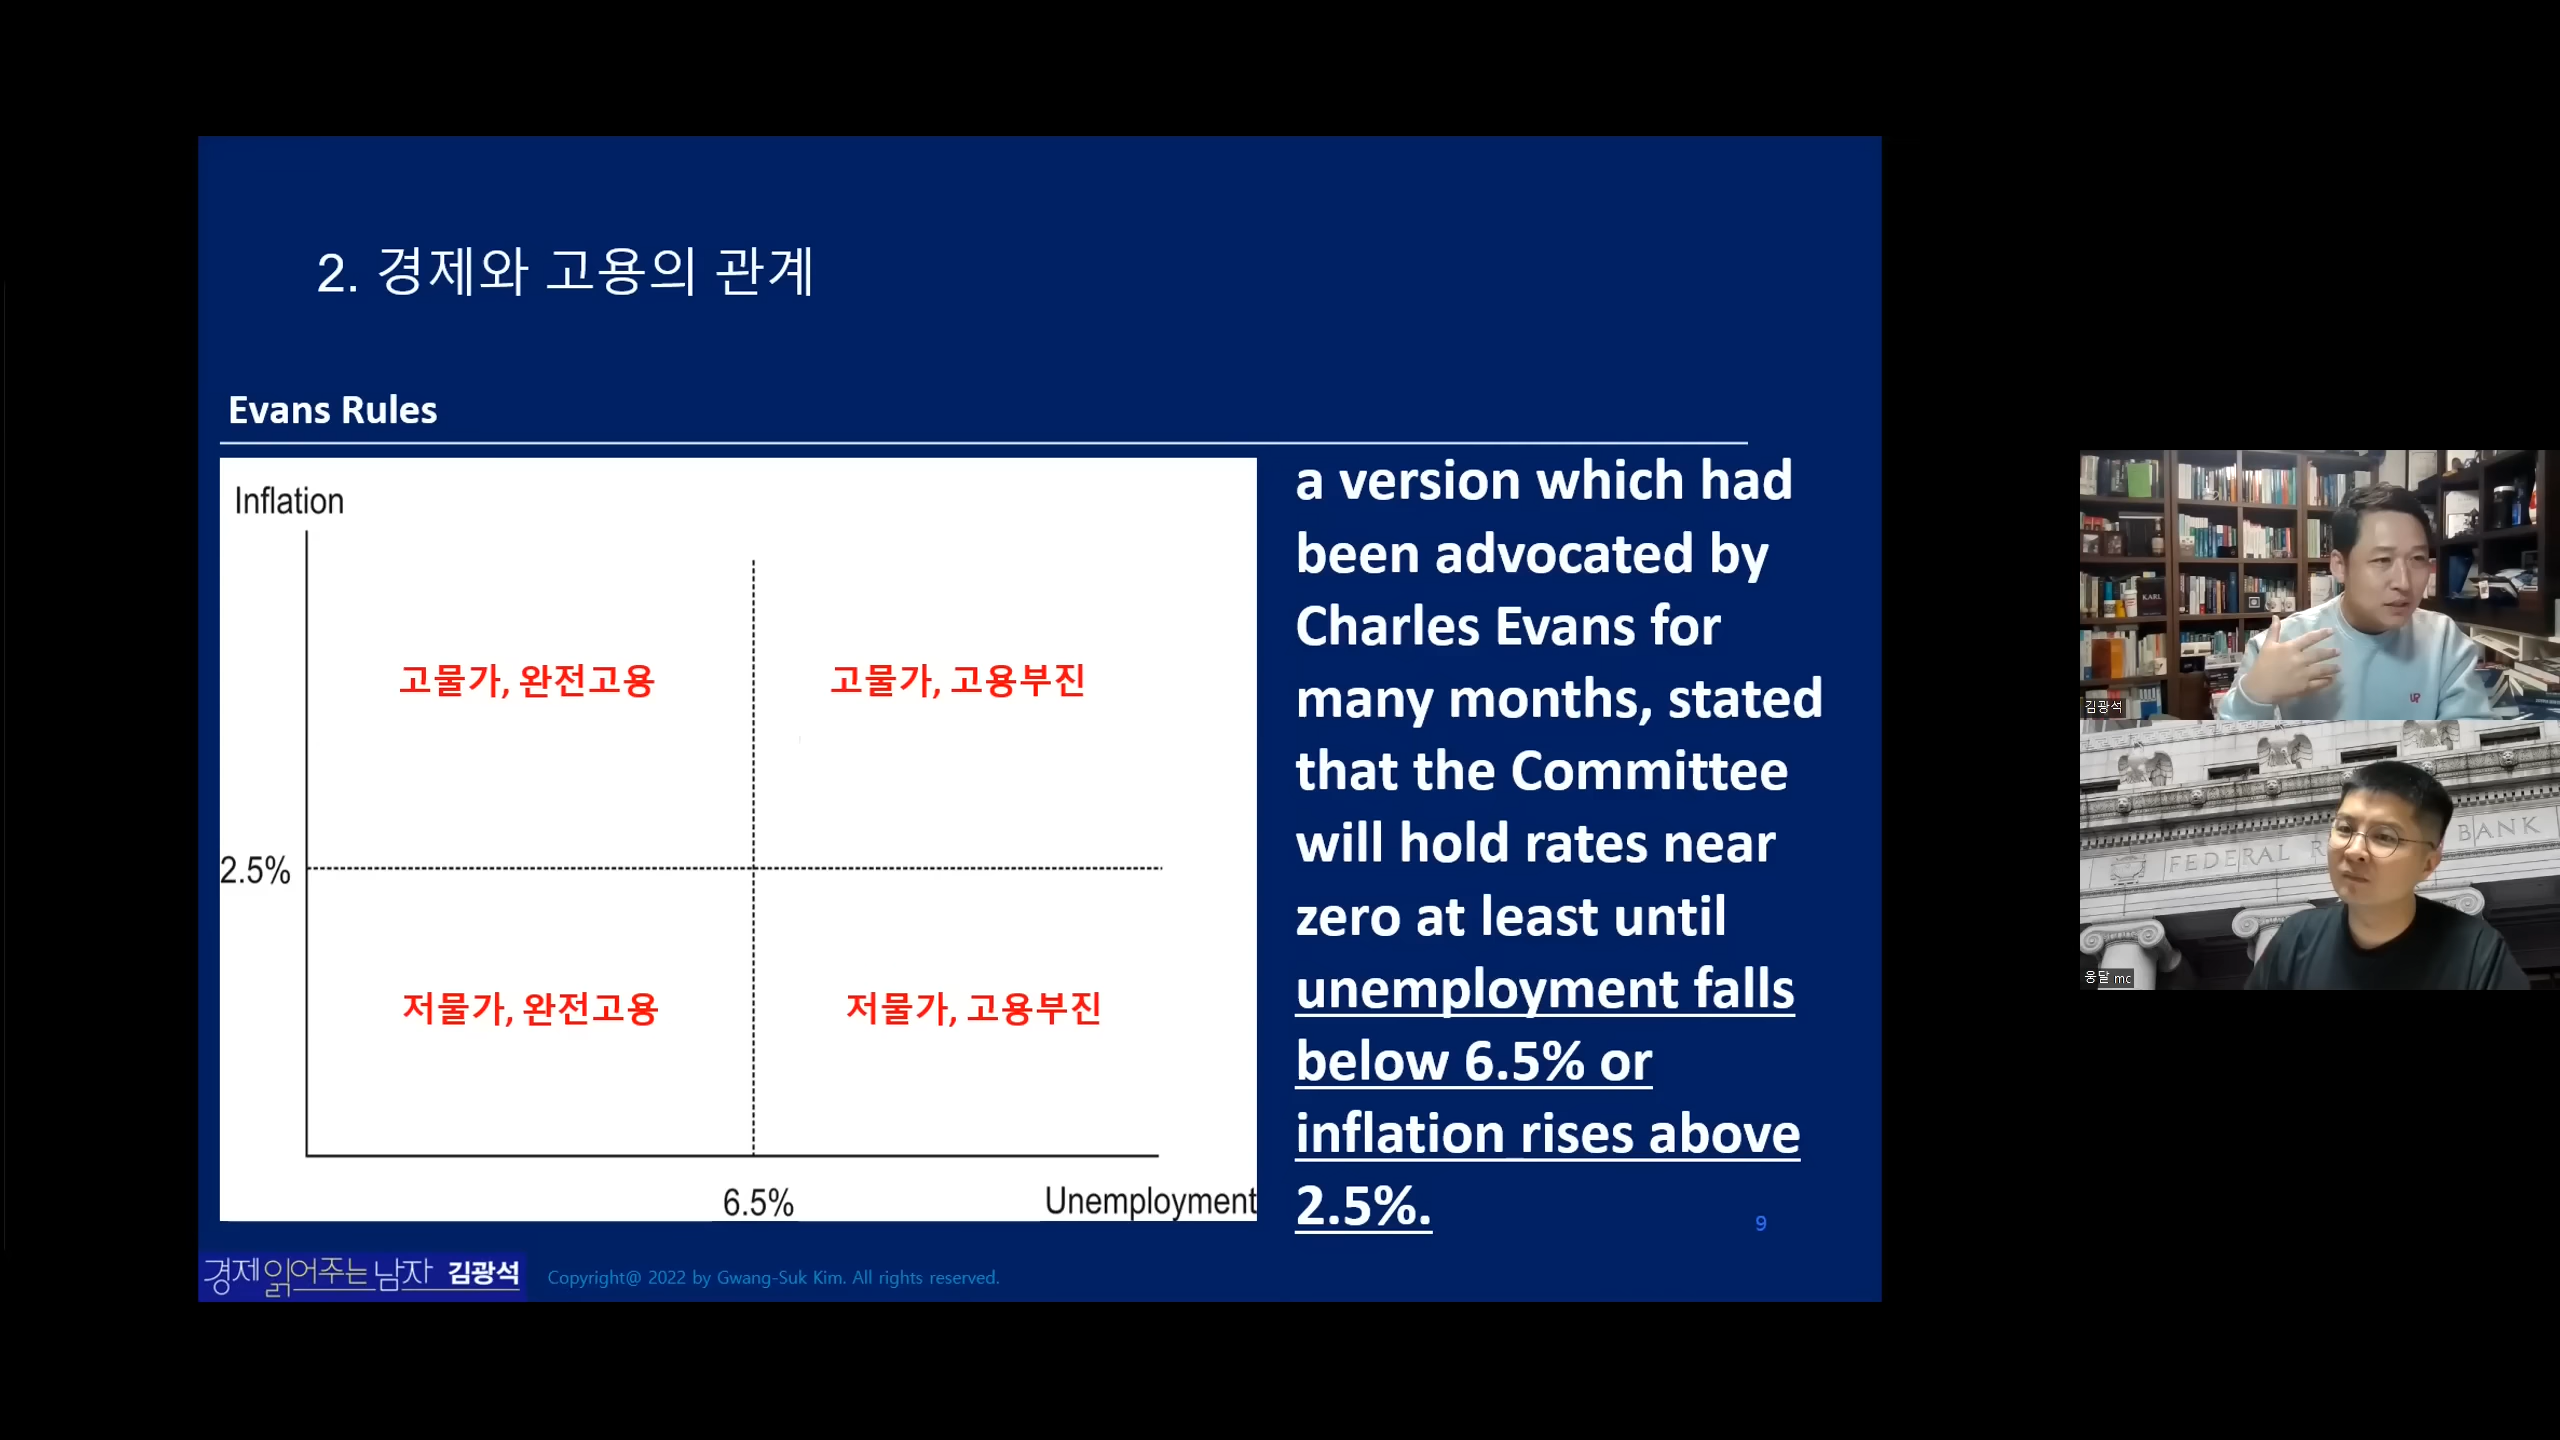 2. 경제와 고용의 관계
Evans Rules
Inflation
고물가, 완전고용
고물가, 고용부진
2.5%
저물가, 완전고용
저물가, 고용부진
6.5%
Unemployment
a version which had
been advocated by
Charles Evans for
many months, stated
that the Committee
will hold rates near
zero at least until
unemployment falls
below 6.5% or
inflation rises above
2.5%.
9
경제읽어주는남자 김광석
Copyright@ 2022 by Gwang-Suk Kim. All rights reserved.
KARL
김광석
FEDERAL R
BANK
웅달 mc